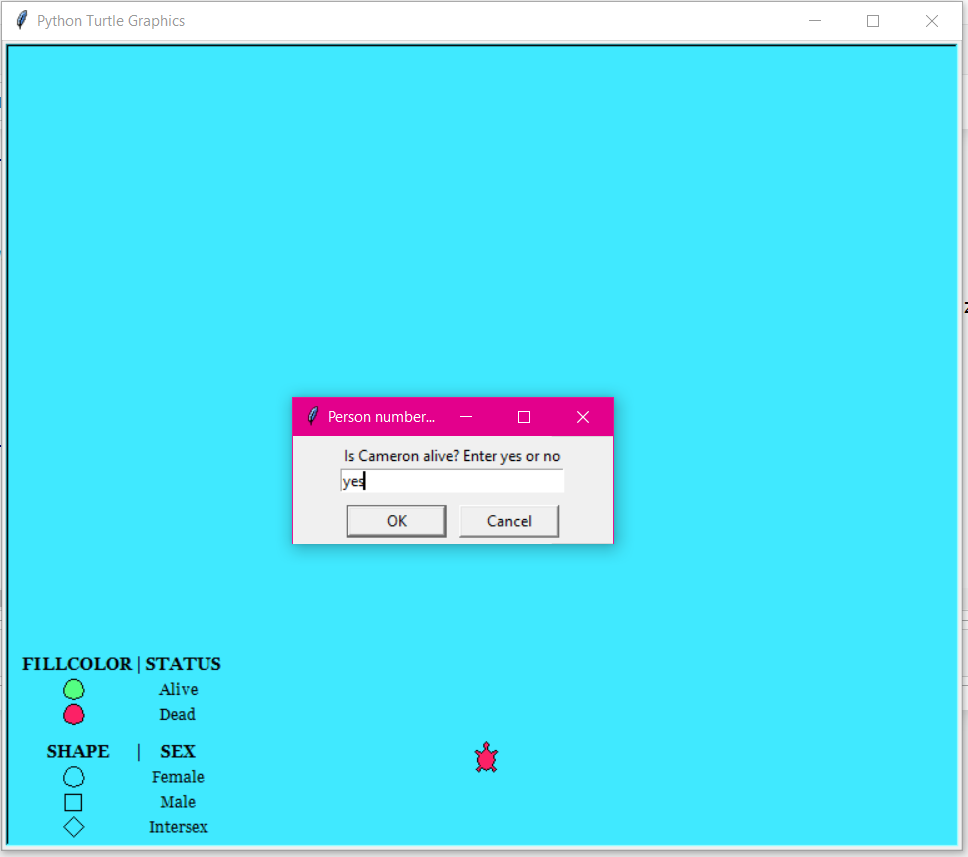 Python Turtle Graphics
Person number...
Is Cameron alive? Enter yes or no
yes
OK Cancel
FILLCOLOR | STATUS
Alive
Dead
SHAPE | SEX
Female
Male
Intersex